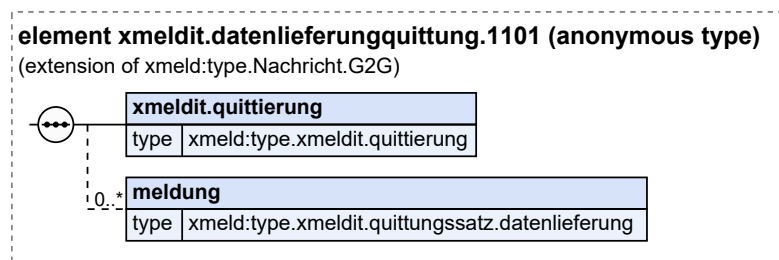 element xmeldit.datenlieferungquittung.1101 (anonymous type)
(extension of xmeld:type.Nachricht.G2G)
xmeldit.quittierung
type xmeld:type.xmeldit.quittierung
0..* meldung
type xmeld:type.xmeldit.quittungssatz.datenlieferung